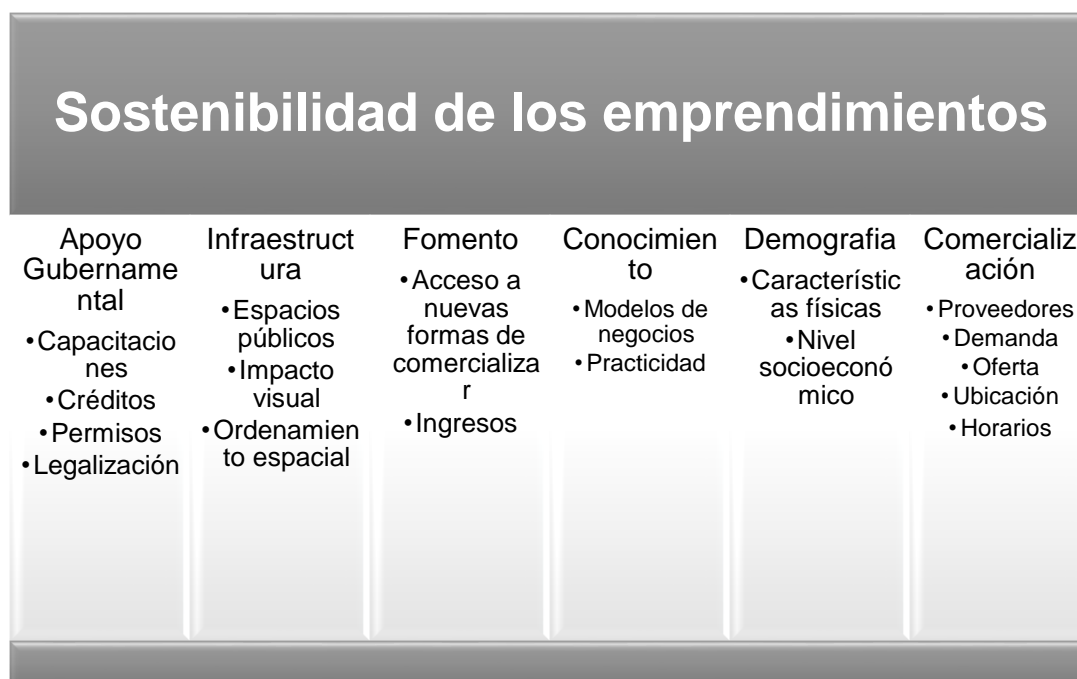 Sostenibilidad de los emprendimientos
Apoyo
Gubername
ntal
•Capacitacio
nes
•Créditos
•Permisos
•Legalización
Infraestruct
ura
•Espacios
públicos
•Impacto
visual
•Ordenamien
to espacial
Fomento
•Acceso a
nuevas
formas de
comercializa
r
•Ingresos
Conocimien
to
•Modelos de
negocios
•Practicidad
Demografia
•Característic
as físicas
•Nivel
socioeconó
mico
Comercializ
ación
•Proveedores
•Demanda
•Oferta
•Ubicación
•Horarios